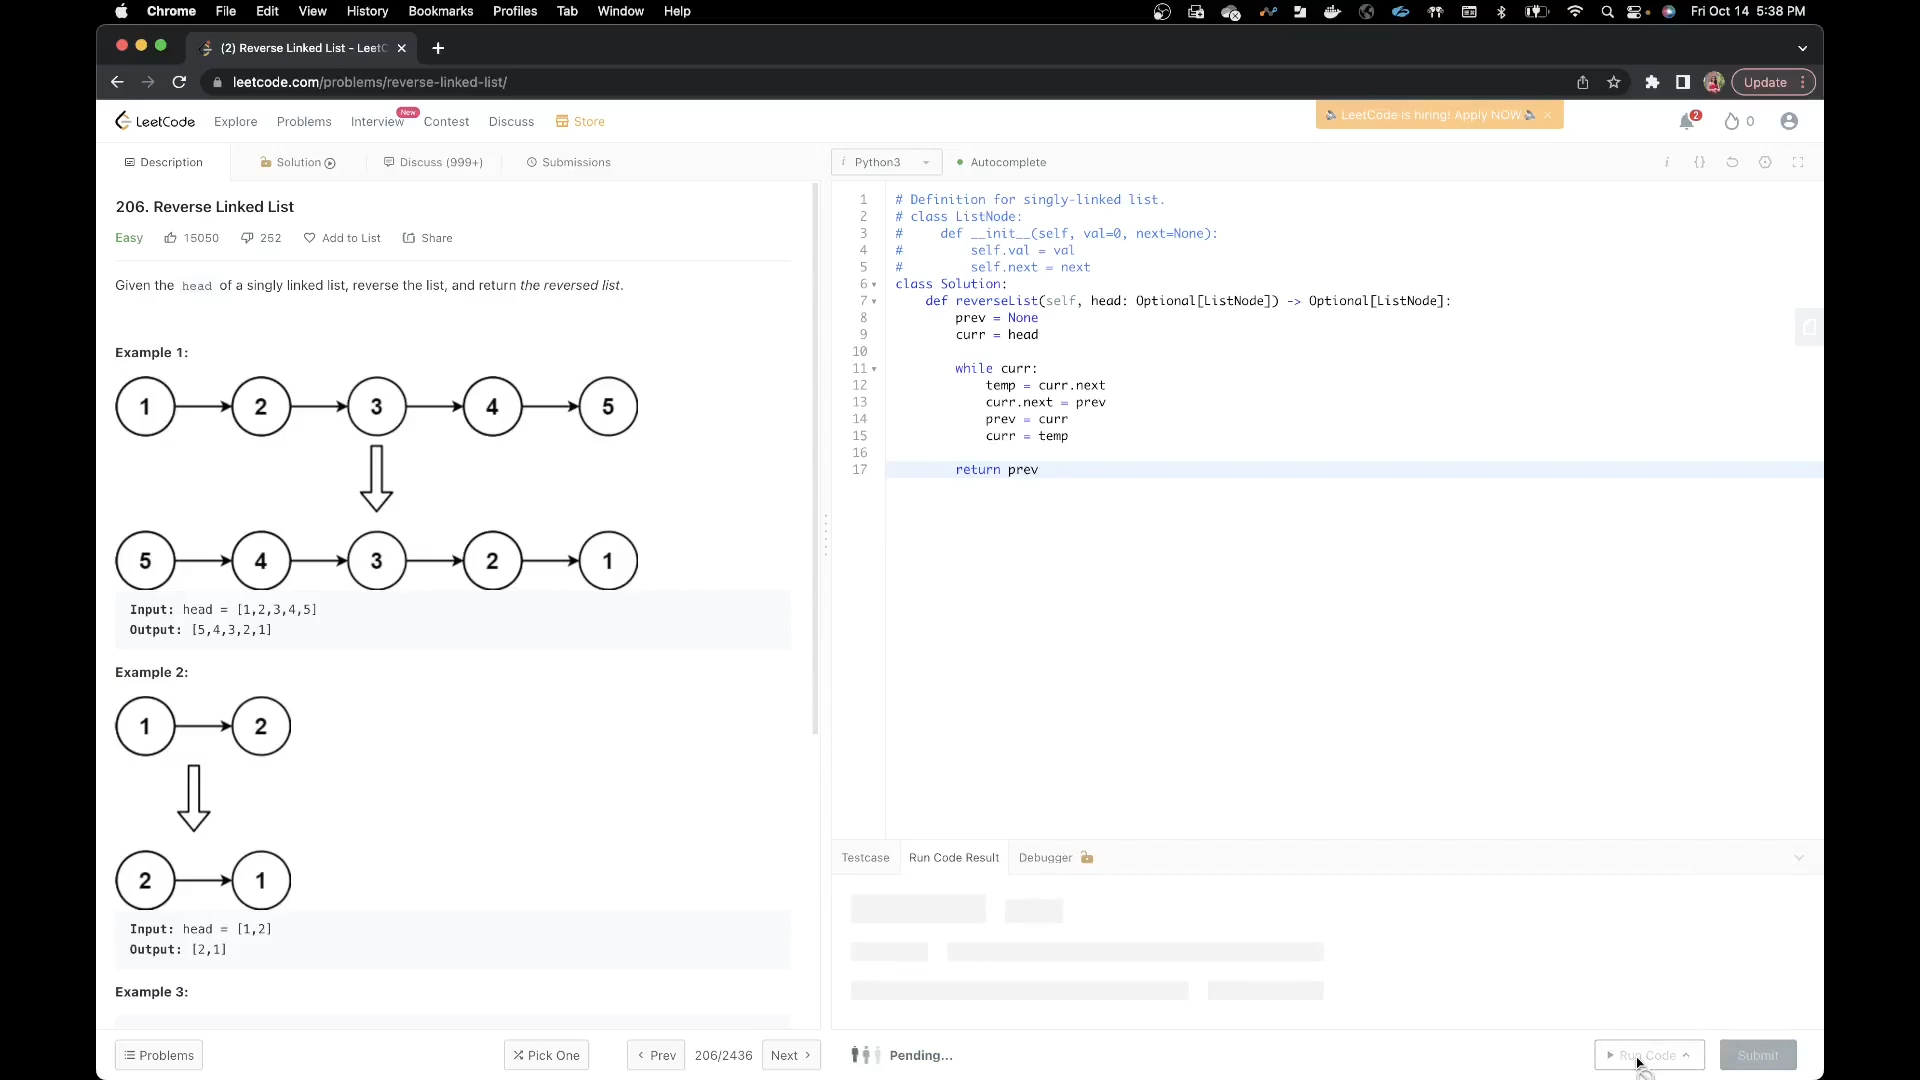 Chrome File Edit View History Bookmarks Profiles Tab Window Help
Fri Oct 14 5:38 PM
(2) Reverse Linked List - LeetC
leetcode.com/problems/reverse-linked-list/
Update
LeetCode Explore Problems Interview New Contest Discuss Store
LeetCode is hiring! Apply NOW
2
0
Description Solution Discuss (999+) Submissions
206. Reverse Linked List
Easy 15050 252 Add to List Share
Given the head of a singly linked list, reverse the list, and return the reversed list.
Example 1:
1 2 3 4 5
5 4 3 2 1
Input: head = [1,2,3,4,5]
Output: [5,4,3,2,1]
Example 2:
1 2
2 1
Input: head = [1,2]
Output: [2,1]
Example 3:
Problems Pick One Prev 206/2436 Next
i Python3 Autocomplete
i {}
1 # Definition for singly-linked list.
2 # class ListNode:
3 #     def __init__(self, val=0, next=None):
4 #         self.val = val
5 #         self.next = next
6 class Solution:
7     def reverseList(self, head: Optional[ListNode]) -> Optional[ListNode]:
8         prev = None
9         curr = head
10
11         while curr:
12             temp = curr.next
13             curr.next = prev
14             prev = curr
15             curr = temp
16
17         return prev
Testcase Run Code Result Debugger
Pending...
Run Code
Submit